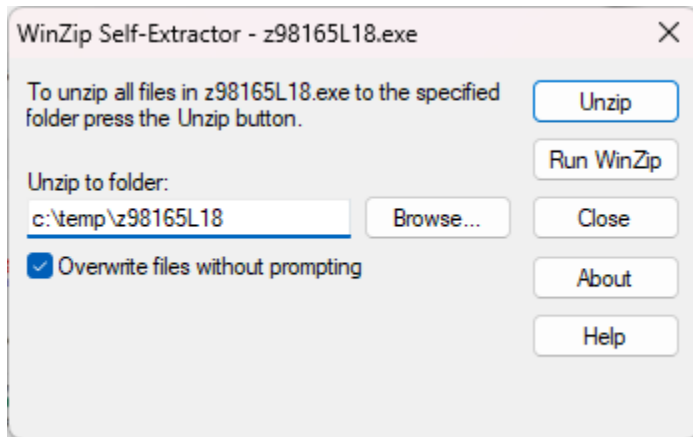 WinZip Self-Extractor - z98165L18.exe
To unzip all files in z98165L18.exe to the specified
folder press the Unzip button.
Unzip to folder:
c:\temp\z98165L18
Browse...
Overwrite files without prompting
Unzip
Run WinZip
Close
About
Help